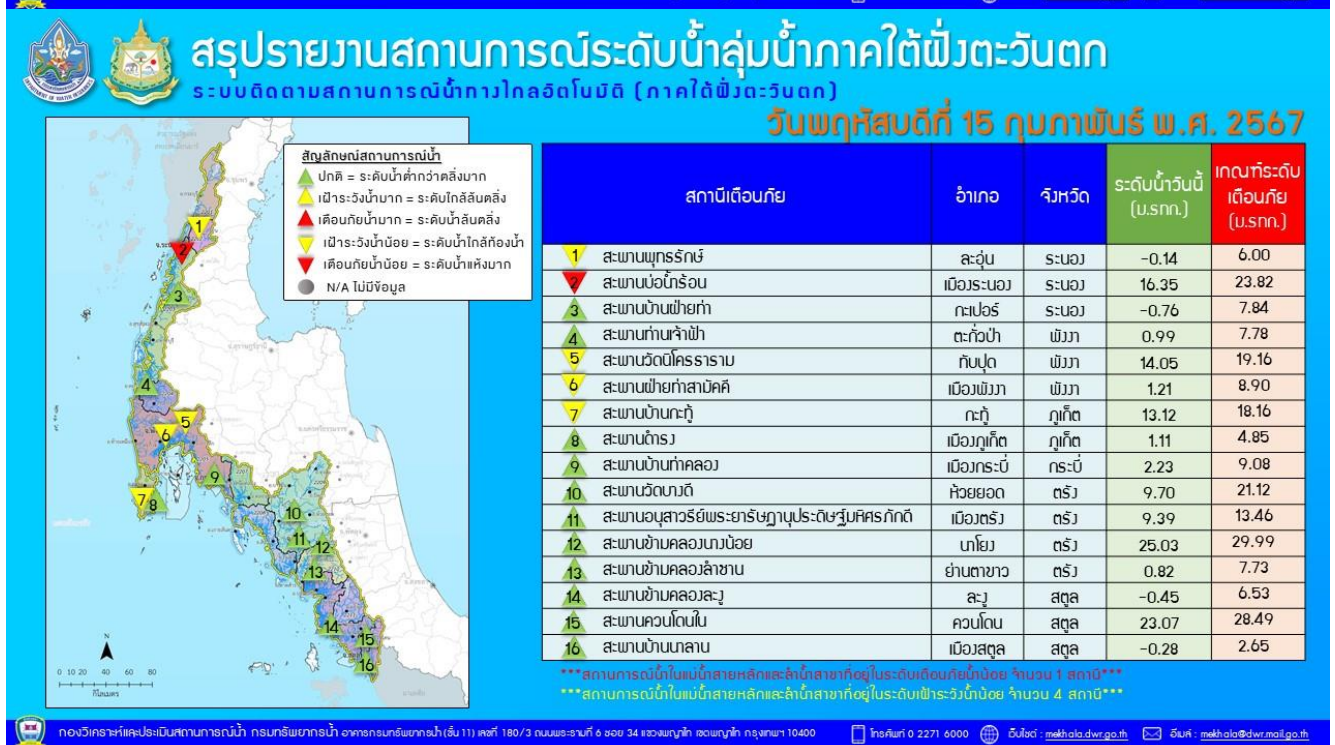 สรุปรายงานสถานการณ์ระดับน้ำลุ่มน้ำภาคใต้ฝั่งตะวันตก
ระบบติดตามสถานการณ์น้ำทางไกลอัตโนมัติ (ภาคใต้ฝั่งตะวันตก)
วันพฤหัสบดีที่ 15 กุมภาพันธ์ พ.ศ. 2567
สัญลักษณ์สถานการณ์น้ำ
ปกติ = ระดับน้ำต่ำกว่าตลิ่งมาก
เฝ้าระวังน้ำมาก = ระดับใกล้ล้นตลิ่ง
เตือนภัยน้ำมาก = ระดับน้ำล้นตลิ่ง
เฝ้าระวังน้ำน้อย = ระดับน้ำใกล้ท้องน้ำ
เตือนภัยน้ำน้อย = ระดับน้ำแห้งมาก
N/A ไม่มีข้อมูล
1
2
3
4
5
6
7 8
9
10
11
12
13
14
15
16
N
0 10 20 40 60 80
กิโลเมตร
สถานีเตือนภัย อำเภอ จังหวัด ระดับน้ำวันนี้ (ม.รทก.) เกณฑ์ระดับเตือนภัย (ม.รทก.)
1 สะพานพุทธรักษ์ ละอุ่น ระนอง -0.14 6.00
2 สะพานบ่อน้ำร้อน เมืองระนอง ระนอง 16.35 23.82
3 สะพานบ้านฝ่ายท่า กะเปอร์ ระนอง -0.76 7.84
4 สะพานท่านเจ้าฟ้า ตะกั่วป่า พังงา 0.99 7.78
5 สะพานวัดนิโครธาราม ทับปุด พังงา 14.05 19.16
6 สะพานฝ่ายท่าสามัคคี เมืองพังงา พังงา 1.21 8.90
7 สะพานบ้านกะทู้ กะทู้ ภูเก็ต 13.12 18.16
8 สะพานดำรง เมืองภูเก็ต ภูเก็ต 1.11 4.85
9 สะพานบ้านท่าคลอง เมืองกระบี่ กระบี่ 2.23 9.08
10 สะพานวัดบางดี ห้วยยอด ตรัง 9.70 21.12
11 สะพานอนุสาวรีย์พระยารัษฎานุประดิษฐ์มหิศรภักดี เมืองตรัง ตรัง 9.39 13.46
12 สะพานข้ามคลองนางน้อย นาโยง ตรัง 25.03 29.99
13 สะพานข้ามคลองลำชาน ย่านตาขาว ตรัง 0.82 7.73
14 สะพานข้ามคลองละงู ละงู สตูล -0.45 6.53
15 สะพานควนโดนใน ควนโดน สตูล 23.07 28.49
16 สะพานบ้านนาลาน เมืองสตูล สตูล -0.28 2.65
***สถานการณ์น้ำในแม่น้ำสายหลักและลำน้ำสาขาที่อยู่ในระดับเตือนภัยน้ำน้อย จำนวน 1 สถานี***
***สถานการณ์น้ำในแม่น้ำสายหลักและลำน้ำสาขาที่อยู่ในระดับเฝ้าระวังน้ำน้อย จำนวน 4 สถานี***
กองวิเคราะห์และประเมินสถานการณ์น้ำ กรมทรัพยากรน้ำ อาคารกรมทรัพยากรน้ำ (ชั้น 11) เลขที่ 180/3 ถนนพระรามที่ 6 ซอย 34 แขวงพญาไท เขตพญาไท กรุงเทพฯ 10400 โทรศัพท์ 0 2271 6000 เว็บไซต์ : mekhala.dwr.go.th อีเมล์ : mekhala@dwr.mail.go.th